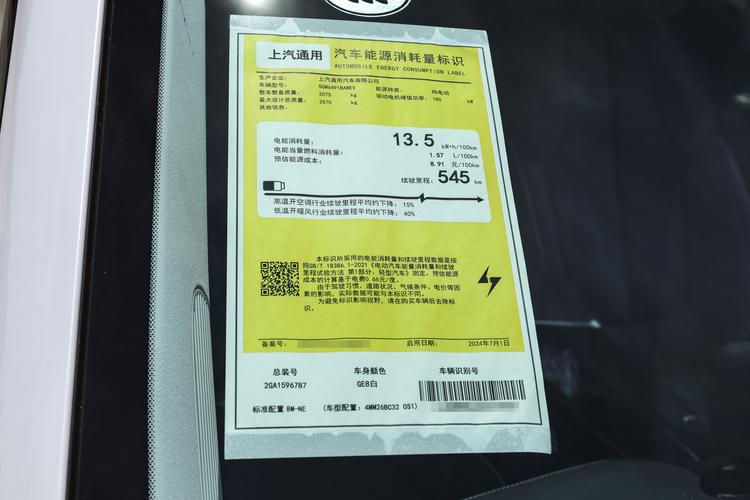 上汽通用 汽车能源消耗量标识
AUTOMOBILE ENERGY CONSUMPTION LABEL
生产企业: 上汽通用汽车有限公司
车辆型号: SGM6491BABEV 能源种类: 纯电动
整车整备质量: 2075 kg 驱动电机峰值功率: 180 kW
最大设计总质量: 2570 kg
其他信息:
电能消耗量: 13.5 kW·h/100km
电能当量燃料消耗量: 1.57 L/100km
预估能源成本: 8.91 元/100km
续驶里程: 545 km
高温开空调行业续驶里程平均约下降: 15%
低温开暖风行业续驶里程平均约下降: 40%
本标识所采用的电能消耗量和续驶里程数据是按
照GB/T 18386.1-2021《电动汽车能量消耗量和续驶
里程试验方法 第1部分: 轻型汽车》测定。预估能源
成本的计算基于电费0.66元/度。
由于驾驶习惯、道路状况、气候条件、电价等因
素的影响, 实际数据可能与本标识不同。
为避免标识影响视野, 请在购买车辆后去除标
识。
备案号: 启用日期: 2024年7月1日
总装号 车身颜色 车辆识别号
2GA1596787 GE8白
标准配置 BM-NE (车型配置: 4MM26BC32 OS1)